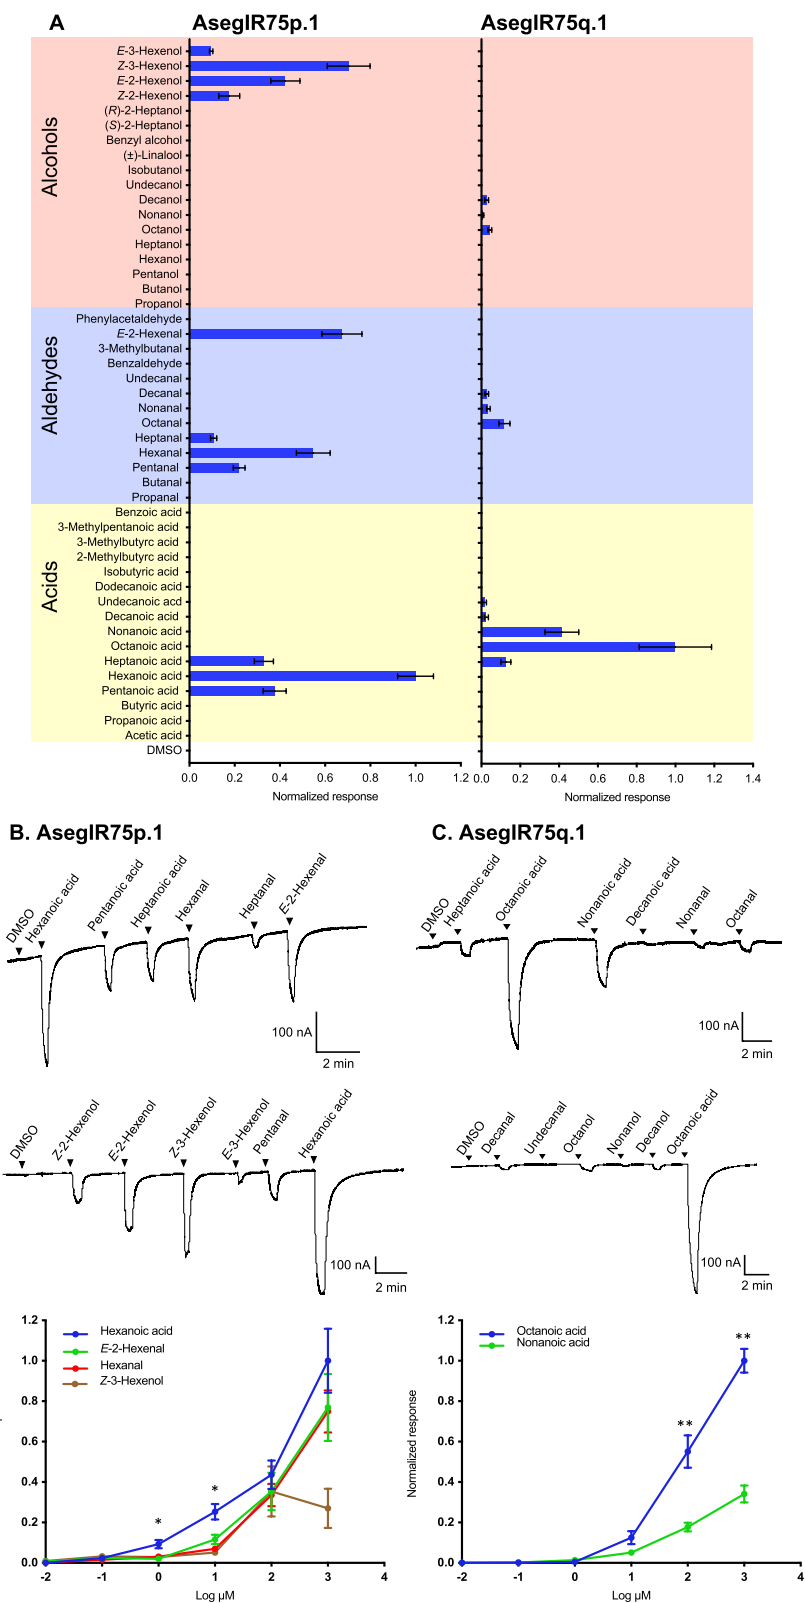 A
AsegIR75p.1
AsegIR75q.1
Alcohols
E-3-Hexenol
Z-3-Hexenol
E-2-Hexenol
Z-2-Hexenol
(R)-2-Heptanol
(S)-2-Heptanol
Benzyl alcohol
(±)-Linalool
Isobutanol
Undecanol
Decanol
Nonanol
Octanol
Heptanol
Hexanol
Pentanol
Butanol
Propanol
Aldehydes
Phenylacetaldehyde
E-2-Hexenal
3-Methylbutanal
Benzaldehyde
Undecanal
Decanal
Nonanal
Octanal
Heptanal
Hexanal
Pentanal
Butanal
Propanal
Acids
Benzoic acid
3-Methylpentanoic acid
3-Methylbutyrc acid
2-Methylbutyrc acid
Isobutyric acid
Dodecanoic acid
Undecanoic acd
Decanoic acid
Nonanoic acid
Octanoic acid
Heptanoic acid
Hexanoic acid
Pentanoic acid
Butyric acid
Propanoic acid
Acetic acid
DMSO
0.0 0.2 0.4 0.6 0.8 1.0 1.2
Normalized response
0.0 0.2 0.4 0.6 0.8 1.0 1.2 1.4
Normalized response
B. AsegIR75p.1
DMSO
Hexanoic acid
Pentanoic acid
Heptanoic acid
Hexanal
Heptanal
E-2-Hexenal
100 nA
2 min
DMSO
Z-2-Hexenol
E-2-Hexenol
Z-3-Hexenol
E-3-Hexenol
Pentanal
Hexanoic acid
100 nA
2 min
Hexanoic acid
E-2-Hexenal
Hexanal
Z-3-Hexenol
1.2
1.0
0.8
0.6
0.4
0.2
0.0
* *
-2 -1 0 1 2 3 4
Log μM
C. AsegIR75q.1
DMSO
Heptanoic acid
Octanoic acid
Nonanoic acid
Decanoic acid
Nonanal
Octanal
100 nA
2 min
DMSO
Decanal
Undecanal
Octanol
Nonanol
Decanol
Octanoic acid
100 nA
2 min
Octanoic acid
Nonanoic acid
Normalized response
1.2
1.0
0.8
0.6
0.4
0.2
0.0
** **
-2 -1 0 1 2 3 4
Log μM